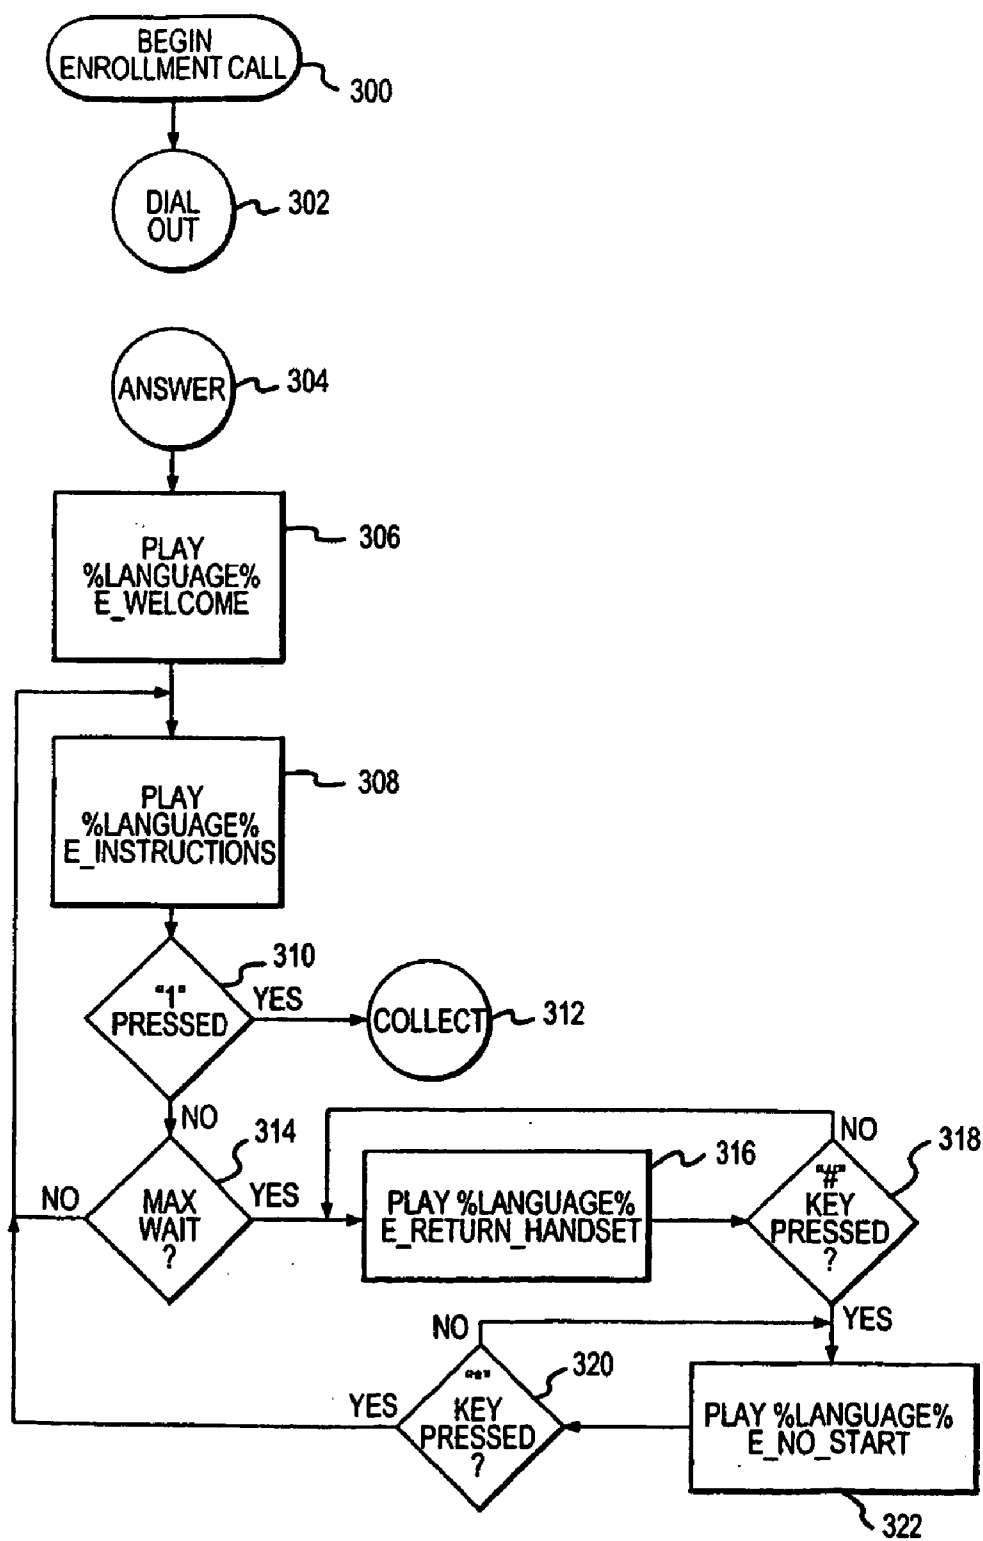 BEGIN
ENROLLMENT CALL
300
DIAL
OUT
302
ANSWER
304
PLAY
%LANGUAGE%
E_WELCOME
306
PLAY
%LANGUAGE%
E_INSTRUCTIONS
308
"1"
PRESSED
310
YES
COLLECT
312
NO
MAX
WAIT
?
314
NO
YES
PLAY %LANGUAGE%
E_RETURN_HANDSET
316
"#"
KEY
PRESSED
?
318
NO
YES
PLAY %LANGUAGE%
E_NO_START
322
"*"
KEY
PRESSED
?
320
NO
YES